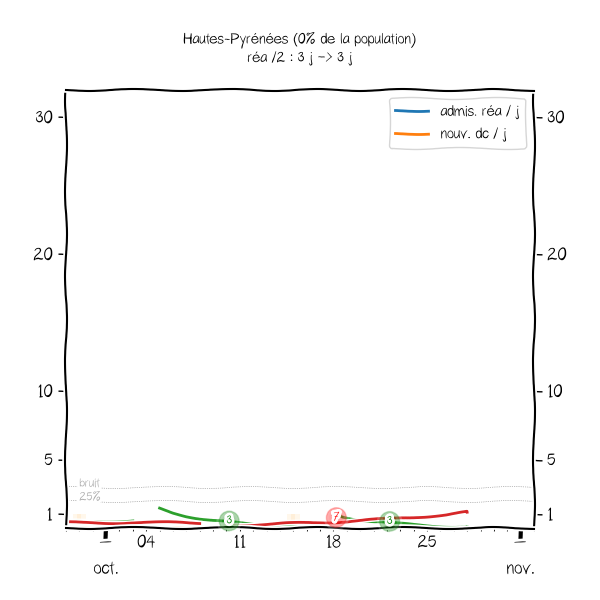 Hautes-Pyrénées (0% de la population)
réa /2 : 3 j -> 3 j
admis. réa / j
nouv. dc / j
30
30
20
20
10
10
5
5
bruit
25%
1
1
3
7
3
04
11
18
25
oct.
nov.